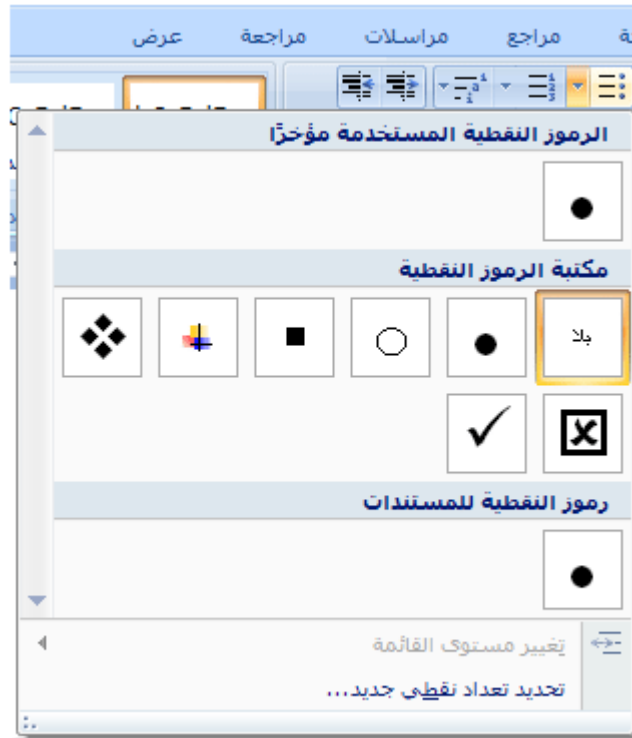 مراجع مراسلات مراجعة عرض
الرموز النقطية المستخدمة مؤخرًا
مكتبة الرموز النقطية
بلا
رموز النقطية للمستندات
تغيير مستوى القائمة
تحديد تعداد نقطي جديد...